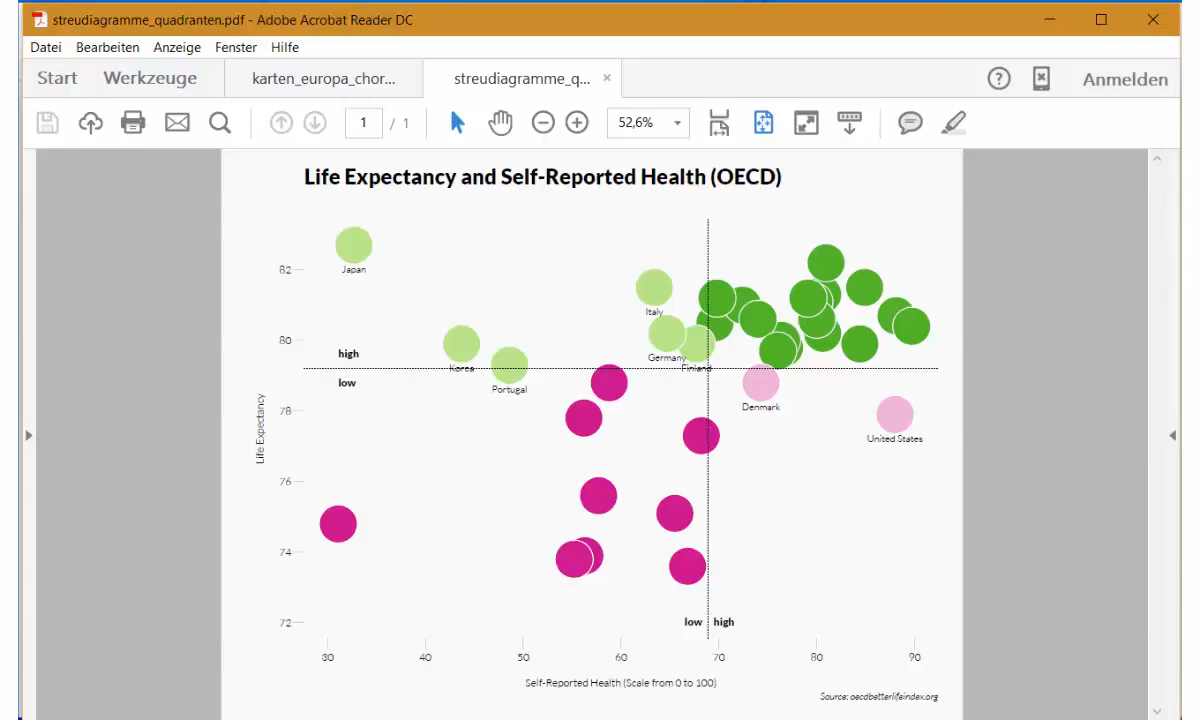 streudiagramme_quadranten.pdf - Adobe Acrobat Reader DC
Datei Bearbeiten Anzeige Fenster Hilfe
Start Werkzeuge karten_europa_chor... streudiagramme_q... × Anmelden
1 / 1 52,6%
Life Expectancy and Self-Reported Health (OECD)
Japan
82
Italy
80
high
Germany
Korea
Finland
low
Portugal
Denmark
78
United States
Life Expectancy
76
74
72
low high
30 40 50 60 70 80 90
Self-Reported Health (Scale from 0 to 100)
Source: oecdbetterlifeindex.org